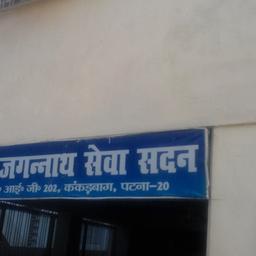 जगन्नाथ सेवा सदन
आई॰ जी॰ 202, कंकड़बाग, पटना-20